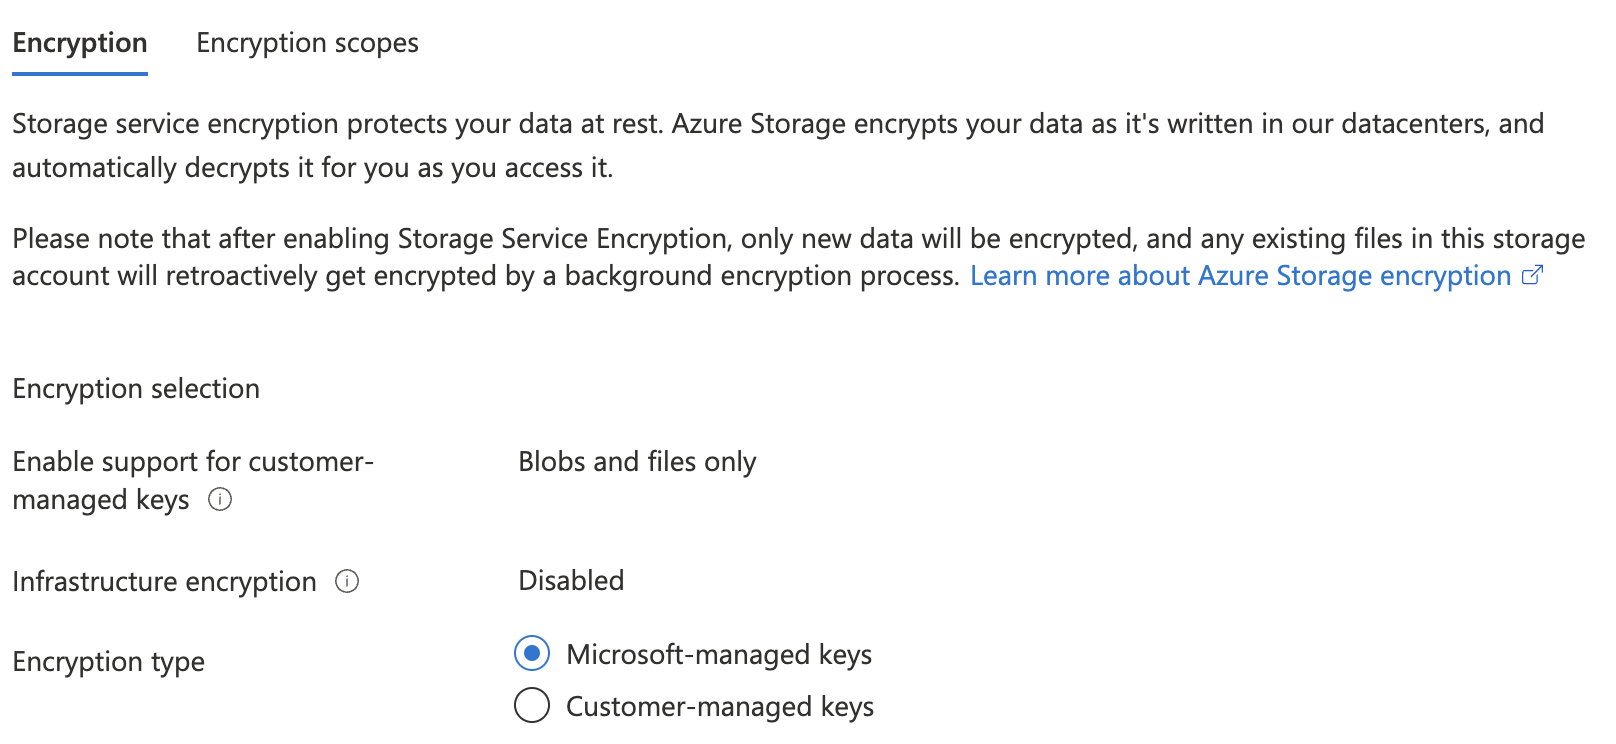 Encryption
Encryption scopes
Storage service encryption protects your data at rest. Azure Storage encrypts your data as it's written in our datacenters, and
automatically decrypts it for you as you access it.
Please note that after enabling Storage Service Encryption, only new data will be encrypted, and any existing files in this storage
account will retroactively get encrypted by a background encryption process. Learn more about Azure Storage encryption
Encryption selection
Enable support for customer-
managed keys
Blobs and files only
Infrastructure encryption
Disabled
Encryption type
Microsoft-managed keys
Customer-managed keys